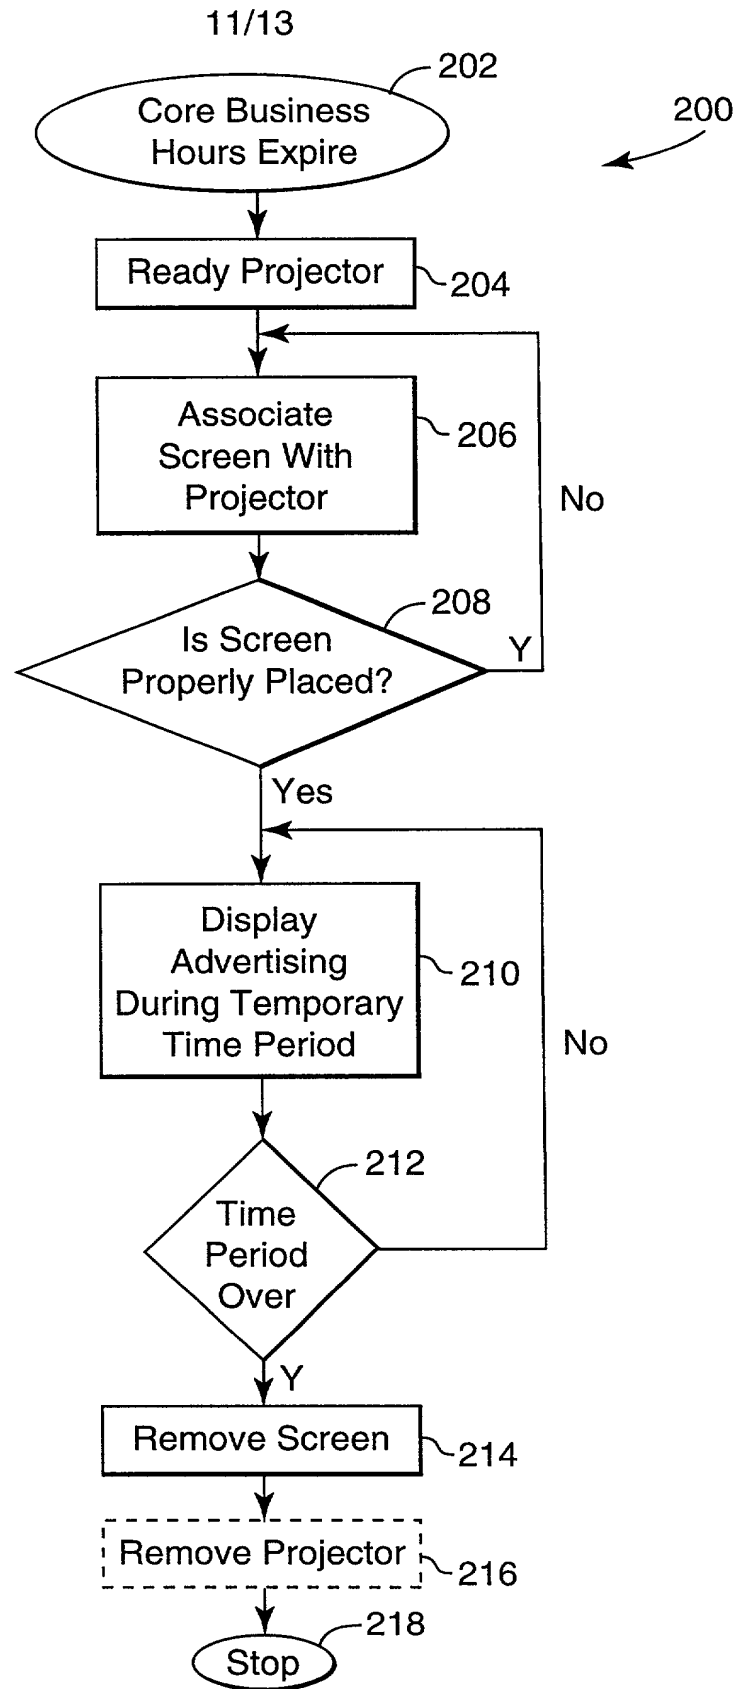 11/13
202
Core Business
Hours Expire
200
Ready Projector
204
Associate
Screen With
Projector
206
No
208
Is Screen
Properly Placed?
Y
Yes
Display
Advertising
During Temporary
Time Period
210
No
212
Time
Period
Over
Y
Remove Screen
214
Remove Projector
216
218
Stop